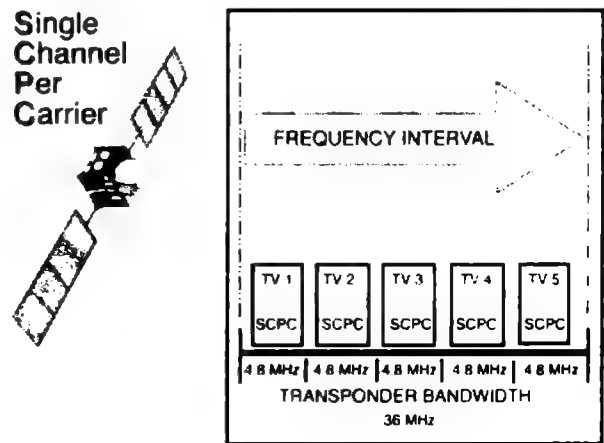 Single
Channel
Per
Carrier
FREQUENCY INTERVAL
TV 1 TV 2 TV 3 TV 4 TV 5
SCPC SCPC SCPC SCPC SCPC
4.8 MHz 4.8 MHz 4.8 MHz 4.8 MHz 4.8 MHz
TRANSPONDER BANDWIDTH
36 MHz